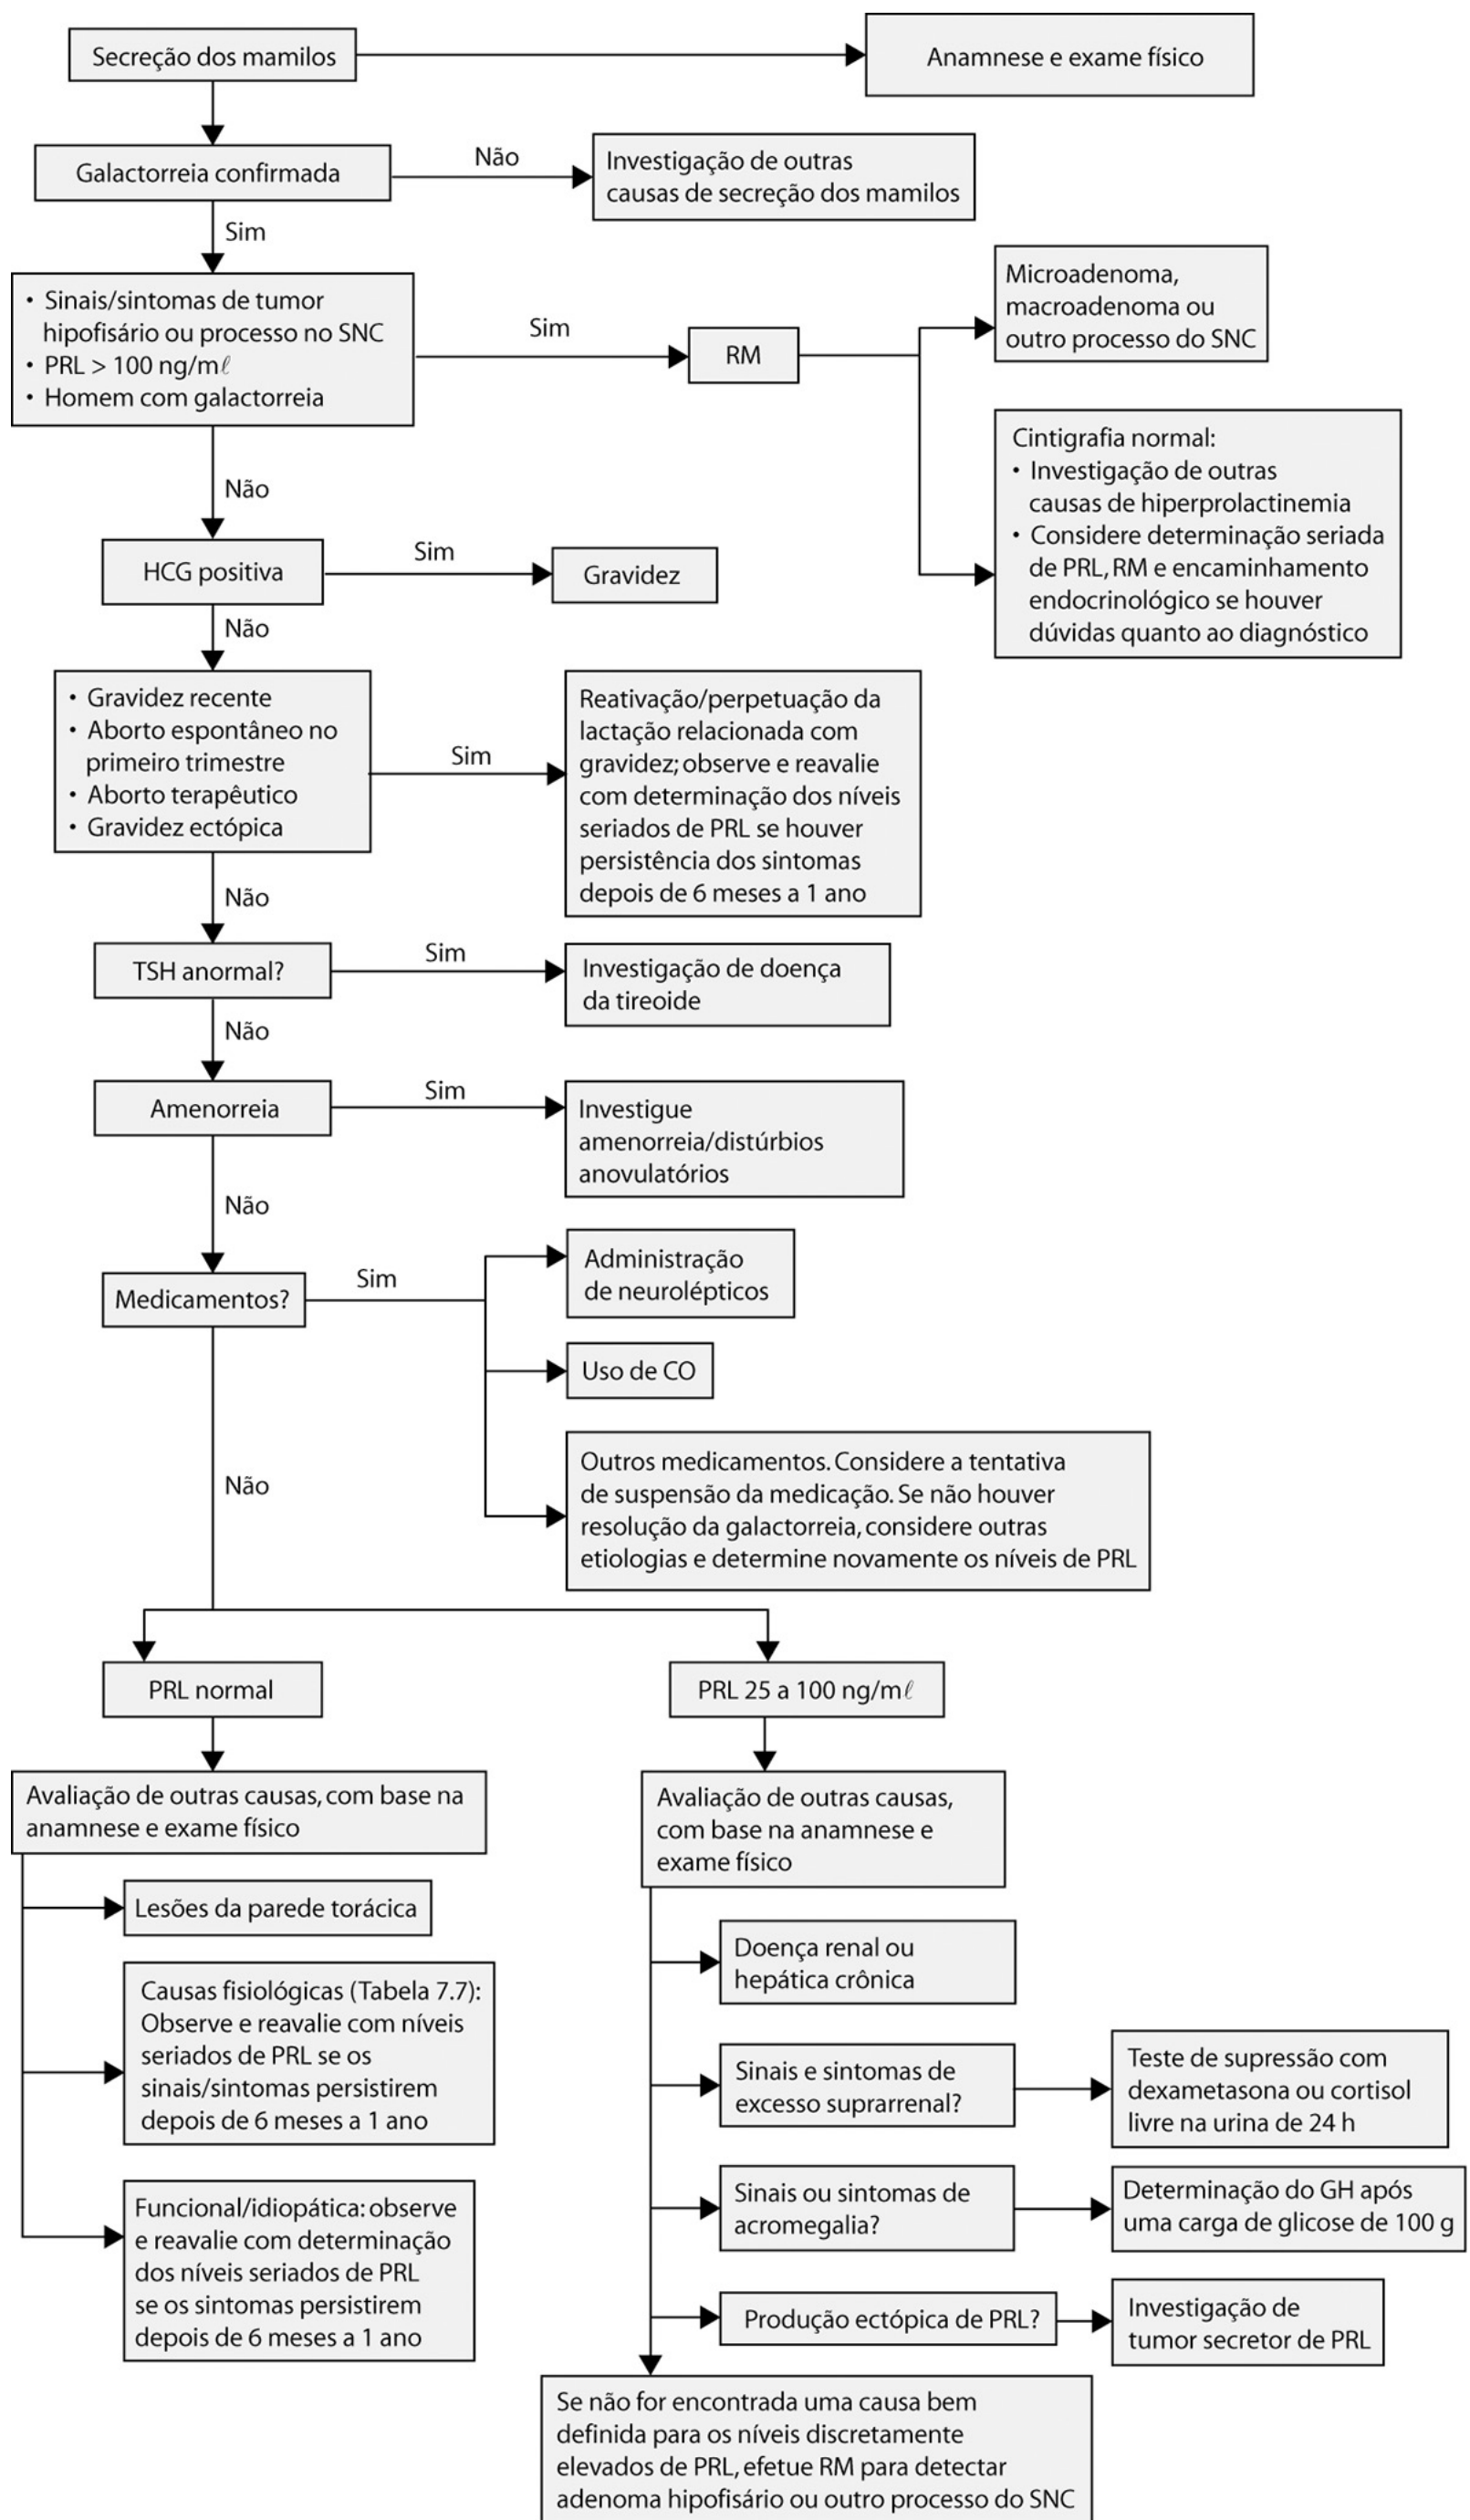 Secreção dos mamilos
Anamnese e exame físico
Galactorreia confirmada
Não
Investigação de outras
causas de secreção dos mamilos
Sim
• Sinais/sintomas de tumor
hipofisário ou processo no SNC
• PRL > 100 ng/mℓ
• Homem com galactorreia
Sim
RM
Microadenoma,
macroadenoma ou
outro processo do SNC
Cintigrafia normal:
• Investigação de outras
causas de hiperprolactinemia
• Considere determinação seriada
de PRL, RM e encaminhamento
endocrinológico se houver
dúvidas quanto ao diagnóstico
Não
HCG positiva
Sim
Gravidez
Não
• Gravidez recente
• Aborto espontâneo no
primeiro trimestre
• Aborto terapêutico
• Gravidez ectópica
Sim
Reativação/perpetuação da
lactação relacionada com
gravidez; observe e reavalie
com determinação dos níveis
seriados de PRL se houver
persistência dos sintomas
depois de 6 meses a 1 ano
Não
TSH anormal?
Sim
Investigação de doença
da tireoide
Não
Amenorreia
Sim
Investigue
amenorreia/distúrbios
anovulatórios
Não
Medicamentos?
Sim
Administração
de neurolépticos
Uso de CO
Outros medicamentos. Considere a tentativa
de suspensão da medicação. Se não houver
resolução da galactorreia, considere outras
etiologias e determine novamente os níveis de PRL
Não
PRL normal
PRL 25 a 100 ng/mℓ
Avaliação de outras causas, com base na
anamnese e exame físico
Lesões da parede torácica
Causas fisiológicas (Tabela 7.7):
Observe e reavalie com níveis
seriados de PRL se os
sinais/sintomas persistirem
depois de 6 meses a 1 ano
Funcional/idiopática: observe
e reavalie com determinação
dos níveis seriados de PRL
se os sintomas persistirem
depois de 6 meses a 1 ano
Avaliação de outras causas,
com base na anamnese e
exame físico
Doença renal ou
hepática crônica
Sinais e sintomas de
excesso suprarrenal?
Teste de supressão com
dexametasona ou cortisol
livre na urina de 24 h
Sinais ou sintomas de
acromegalia?
Determinação do GH após
uma carga de glicose de 100 g
Produção ectópica de PRL?
Investigação de
tumor secretor de PRL
Se não for encontrada uma causa bem
definida para os níveis discretamente
elevados de PRL, efetue RM para detectar
adenoma hipofisário ou outro processo do SNC